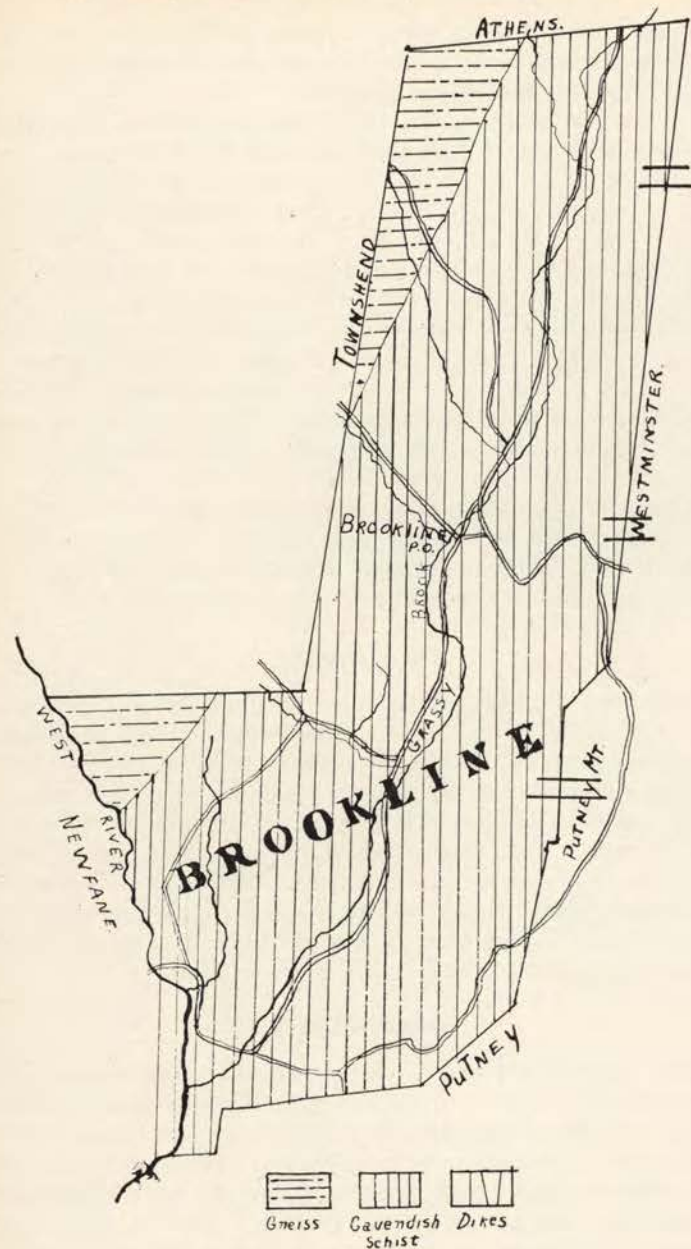 ATHENS.
TOWNSHEND
WESTMINSTER.
BROOKLINE
P.O.
BROOK
GRASSY
WEST
RIVER
NEWFANE.
BROOKLINE
PUTNEY MT.
PUTNEY
Gneiss
Cavendish
Schist
Dikes